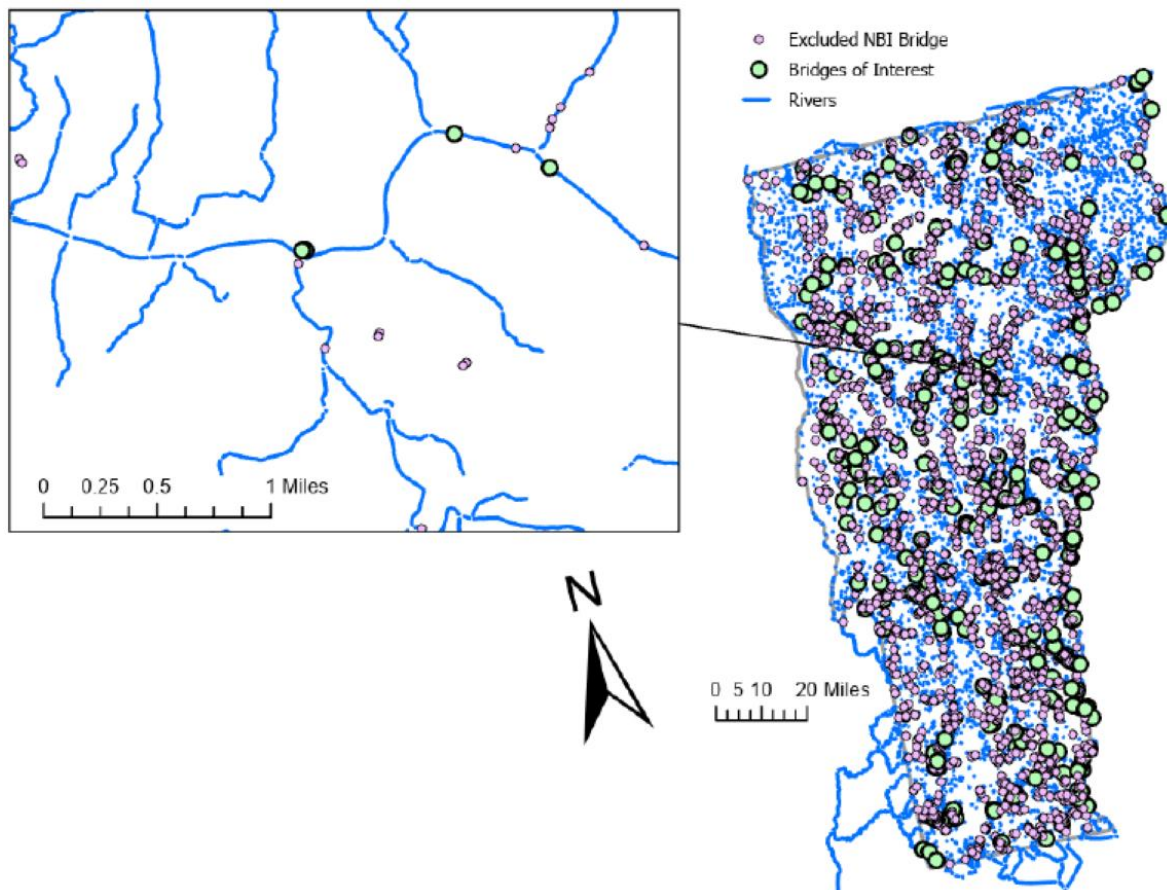 Excluded NBI Bridge
Bridges of Interest
Rivers
0 0.25 0.5 1 Miles
N
0 5 10 20 Miles